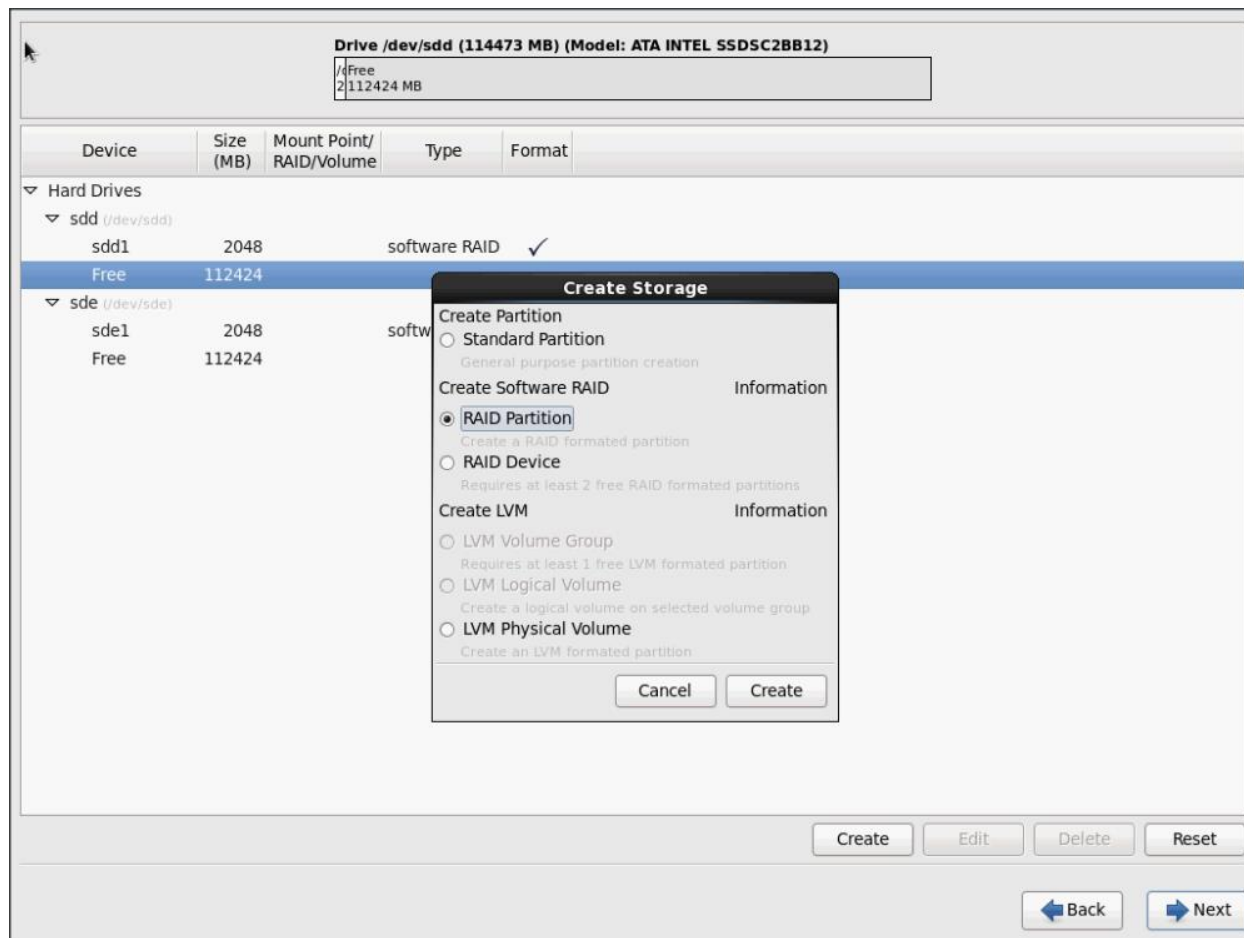 Drive /dev/sdd (114473 MB) (Model: ATA INTEL SSDSC2BB12)
Free
2 112424 MB
Device Size (MB) Mount Point/ RAID/Volume Type Format
Hard Drives
sdd (/dev/sdd)
sdd1 2048 software RAID ✓
Free 112424
sde (/dev/sde)
sde1 2048 softw
Free 112424
Create Storage
Create Partition
Standard Partition
General purpose partition creation
Create Software RAID Information
RAID Partition
Create a RAID formated partition
RAID Device
Requires at least 2 free RAID formated partitions
Create LVM Information
LVM Volume Group
Requires at least 1 free LVM formated partition
LVM Logical Volume
Create a logical volume on selected volume group
LVM Physical Volume
Create an LVM formated partition
Cancel Create
Create Edit Delete Reset
Back Next